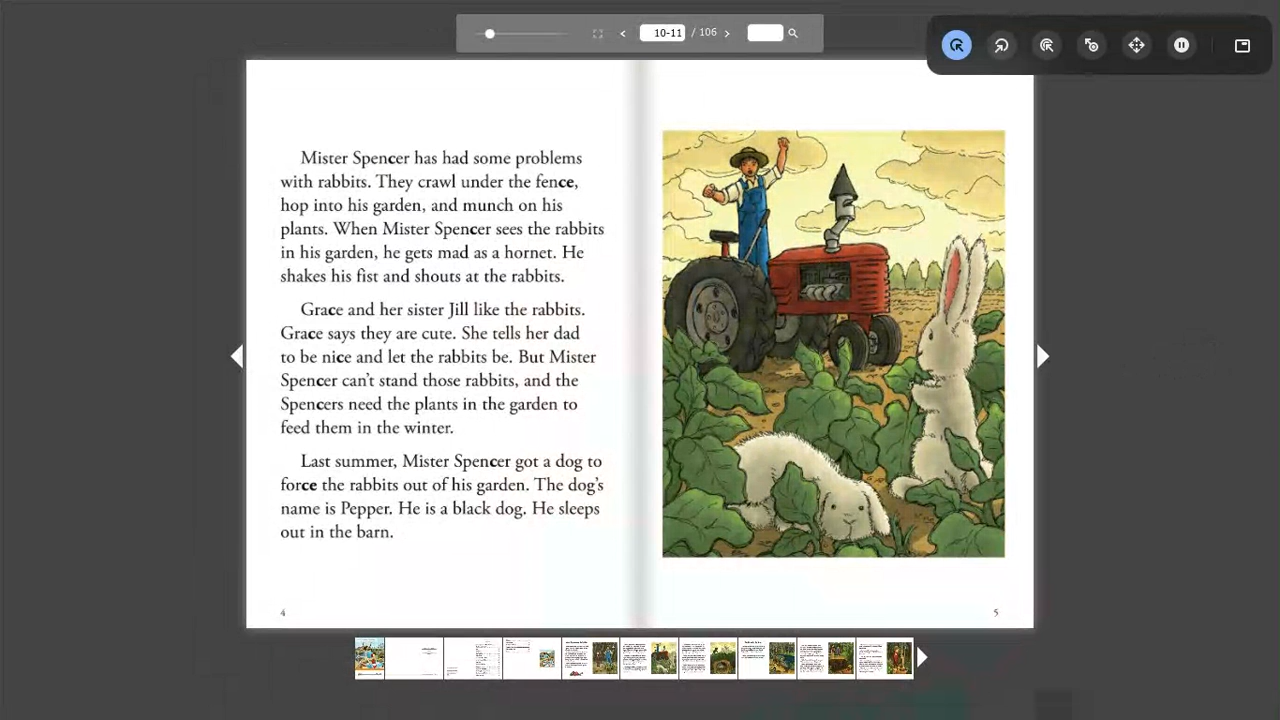 10-11 / 106
Mister Spencer has had some problems
with rabbits. They crawl under the fence,
hop into his garden, and munch on his
plants. When Mister Spencer sees the rabbits
in his garden, he gets mad as a hornet. He
shakes his fist and shouts at the rabbits.
Grace and her sister Jill like the rabbits.
Grace says they are cute. She tells her dad
to be nice and let the rabbits be. But Mister
Spencer can’t stand those rabbits, and the
Spencers need the plants in the garden to
feed them in the winter.
Last summer, Mister Spencer got a dog to
force the rabbits out of his garden. The dog’s
name is Pepper. He is a black dog. He sleeps
out in the barn.
4
5